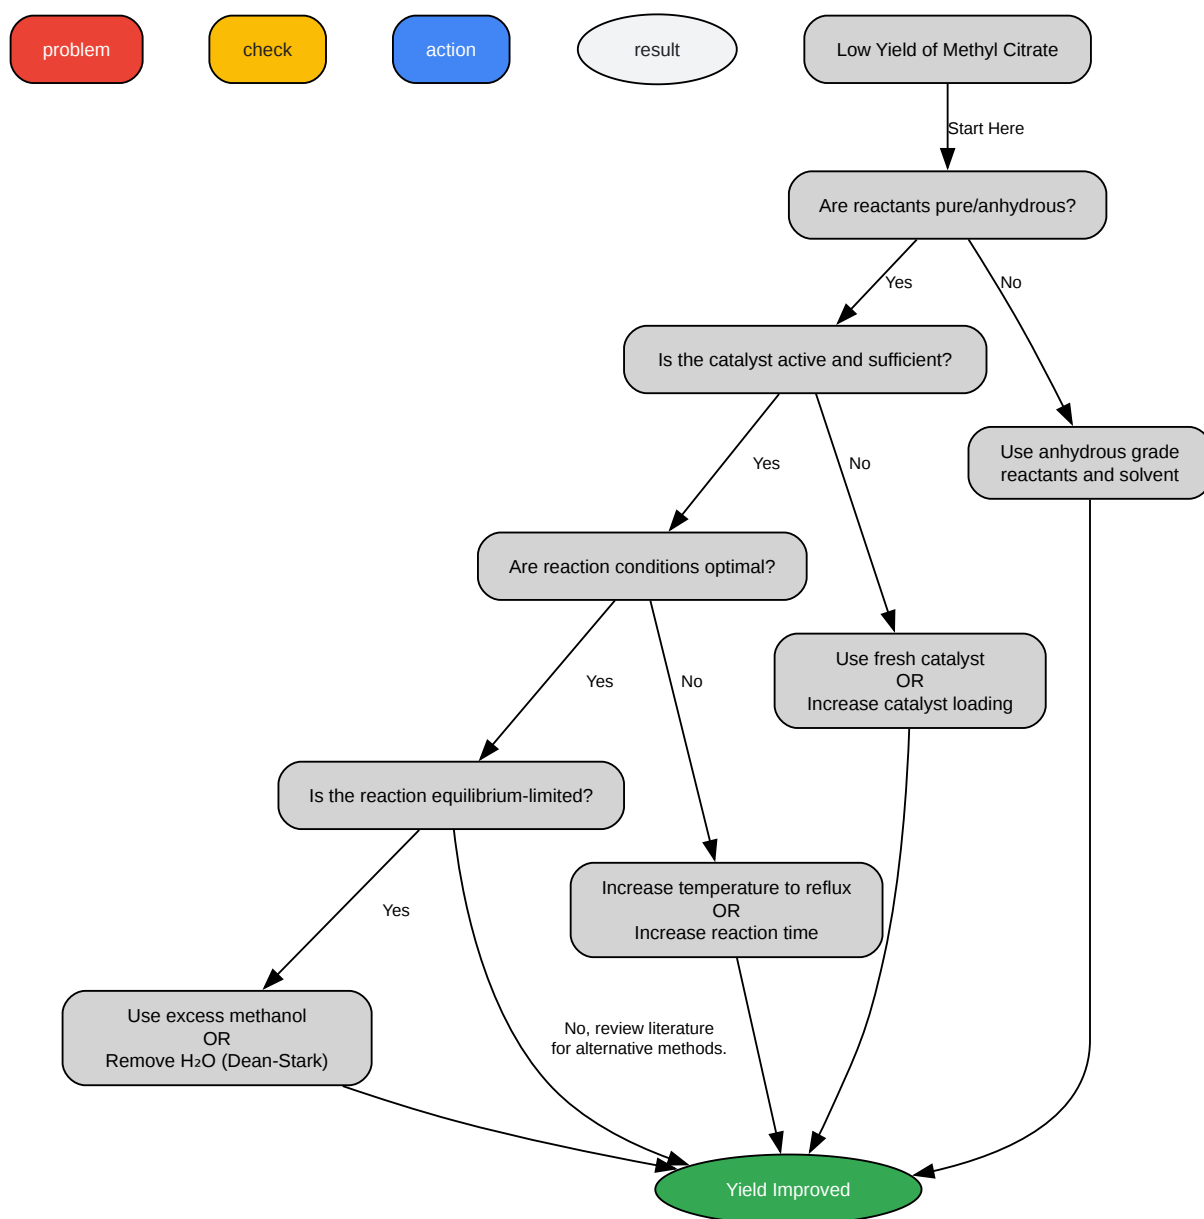 problem
check
action
result
Low Yield of Methyl Citrate
Start Here
Are reactants pure/anhydrous?
Yes
No
Is the catalyst active and sufficient?
Use anhydrous grade
reactants and solvent
Yes
No
Are reaction conditions optimal?
Use fresh catalyst
OR
Increase catalyst loading
Yes
No
Is the reaction equilibrium-limited?
Increase temperature to reflux
OR
Increase reaction time
Yes
Use excess methanol
OR
Remove H₂O (Dean-Stark)
No, review literature
for alternative methods.
Yield Improved